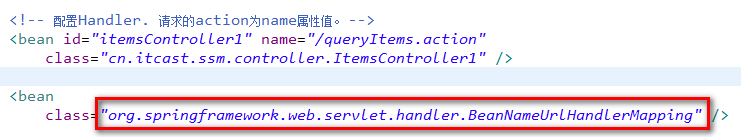 <!-- 配置Handler. 请求的action为name属性值。-->
<bean id="itemsController1" name="/queryItems.action"
class="cn.itcast.ssm.controller.ItemsController1" />
<bean
class="org.springframework.web.servlet.handler.BeanNameUrlHandlerMapping" />